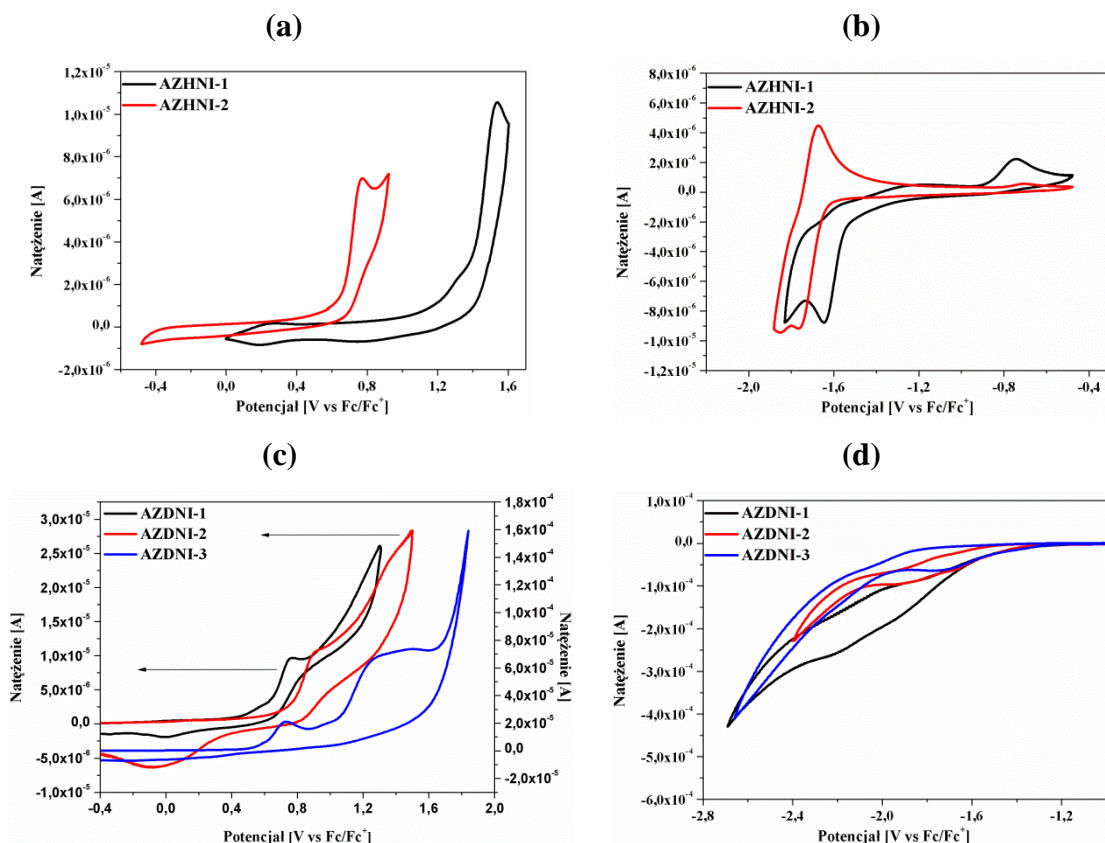 (a)
AZHNI-1
AZHNI-2
1,2x10⁻⁵
1,0x10⁻⁵
8,0x10⁻⁶
6,0x10⁻⁶
4,0x10⁻⁶
2,0x10⁻⁶
0,0
-2,0x10⁻⁶
Natężenie [A]
-0,4 0,0 0,4 0,8 1,2 1,6
Potencjał [V vs Fc/Fc⁺]
(b)
AZHNI-1
AZHNI-2
8,0x10⁻⁶
6,0x10⁻⁶
4,0x10⁻⁶
2,0x10⁻⁶
0,0
-2,0x10⁻⁶
-4,0x10⁻⁶
-6,0x10⁻⁶
-8,0x10⁻⁶
-1,0x10⁻⁵
-1,2x10⁻⁵
Natężenie [A]
-2,0 -1,6 -1,2 -0,8 -0,4
Potencjał [V vs Fc/Fc⁺]
(c)
AZDNI-1
AZDNI-2
AZDNI-3
3,0x10⁻⁵
2,5x10⁻⁵
2,0x10⁻⁵
1,5x10⁻⁵
1,0x10⁻⁵
5,0x10⁻⁶
0,0
-5,0x10⁻⁶
-1,0x10⁻⁵
Natężenie [A]
1,8x10⁻⁴
1,6x10⁻⁴
1,4x10⁻⁴
1,2x10⁻⁴
1,0x10⁻⁴
8,0x10⁻⁵
6,0x10⁻⁵
4,0x10⁻⁵
2,0x10⁻⁵
0,0
-2,0x10⁻⁵
Natężenie [A]
-0,4 0,0 0,4 0,8 1,2 1,6 2,0
Potencjał [V vs Fc/Fc⁺]
(d)
AZDNI-1
AZDNI-2
AZDNI-3
1,0x10⁻⁴
0,0
-1,0x10⁻⁴
-2,0x10⁻⁴
-3,0x10⁻⁴
-4,0x10⁻⁴
-5,0x10⁻⁴
-6,0x10⁻⁴
Natężenie [A]
-2,8 -2,4 -2,0 -1,6 -1,2
Potencjał [V vs Fc/Fc⁺]